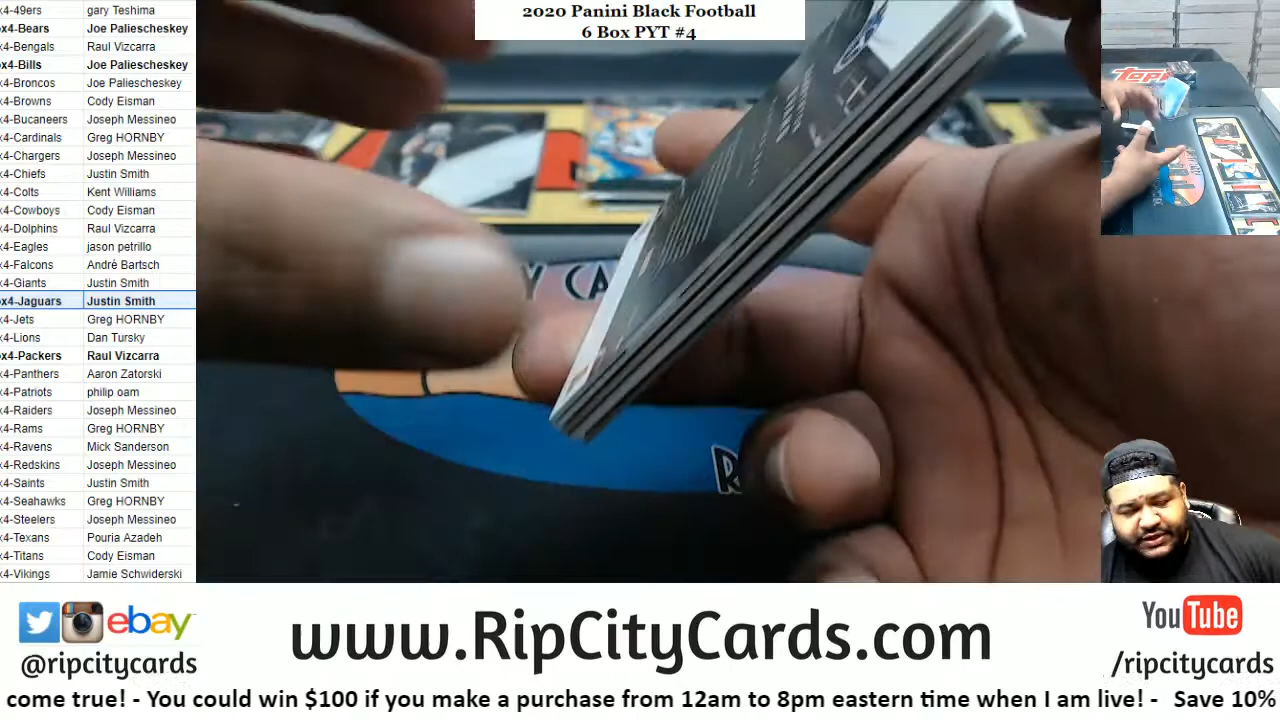 x4-49ers gary Teshima
ox4-Bears Joe Paliescheskey
x4-Bengals Raul Vizcarra
ox4-Bills Joe Paliescheskey
x4-Broncos Joe Paliescheskey
x4-Browns Cody Eisman
x4-Bucaneers Joseph Messineo
x4-Cardinals Greg HORNBY
x4-Chargers Joseph Messineo
x4-Chiefs Justin Smith
x4-Colts Kent Williams
x4-Cowboys Cody Eisman
x4-Dolphins Raul Vizcarra
x4-Eagles jason petrillo
x4-Falcons Andrè Bartsch
x4-Giants Justin Smith
ox4-Jaguars Justin Smith
x4-Jets Greg HORNBY
x4-Lions Dan Tursky
ox4-Packers Raul Vizcarra
x4-Panthers Aaron Zatorski
x4-Patriots philip oam
x4-Raiders Joseph Messineo
x4-Rams Greg HORNBY
x4-Ravens Mick Sanderson
x4-Redskins Joseph Messineo
x4-Saints Justin Smith
x4-Seahawks Greg HORNBY
x4-Steelers Joseph Messineo
x4-Texans Pouria Azadeh
x4-Titans Cody Eisman
x4-Vikings Jamie Schwiderski
2020 Panini Black Football
6 Box PYT #4
Y CA
R
Topps
ebay
@ripcitycards
www.RipCityCards.com
YouTube
/ripcitycards
come true! - You could win $100 if you make a purchase from 12am to 8pm eastern time when I am live! - Save 10%